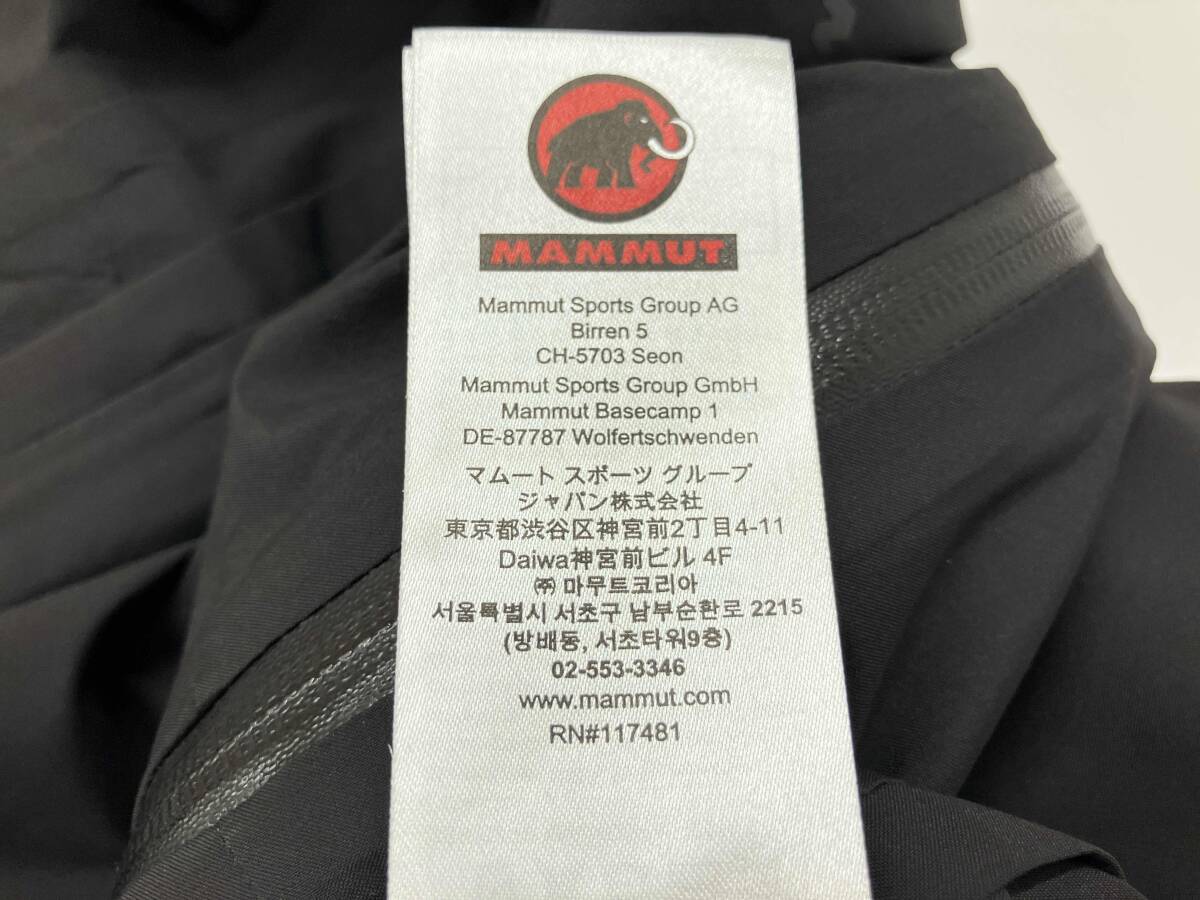 MAMMUT
Mammut Sports Group AG
Birren 5
CH-5703 Seon
Mammut Sports Group GmbH
Mammut Basecamp 1
DE-87787 Wolfertschwenden
マムート スポーツ グループ
ジャパン株式会社
東京都渋谷区神宮前2丁目4-11
Daiwa神宮前ビル 4F
㈜ 마무트코리아
서울특별시 서초구 남부순환로 2215
(방배동, 서초타워9층)
02-553-3346
www.mammut.com
RN#117481